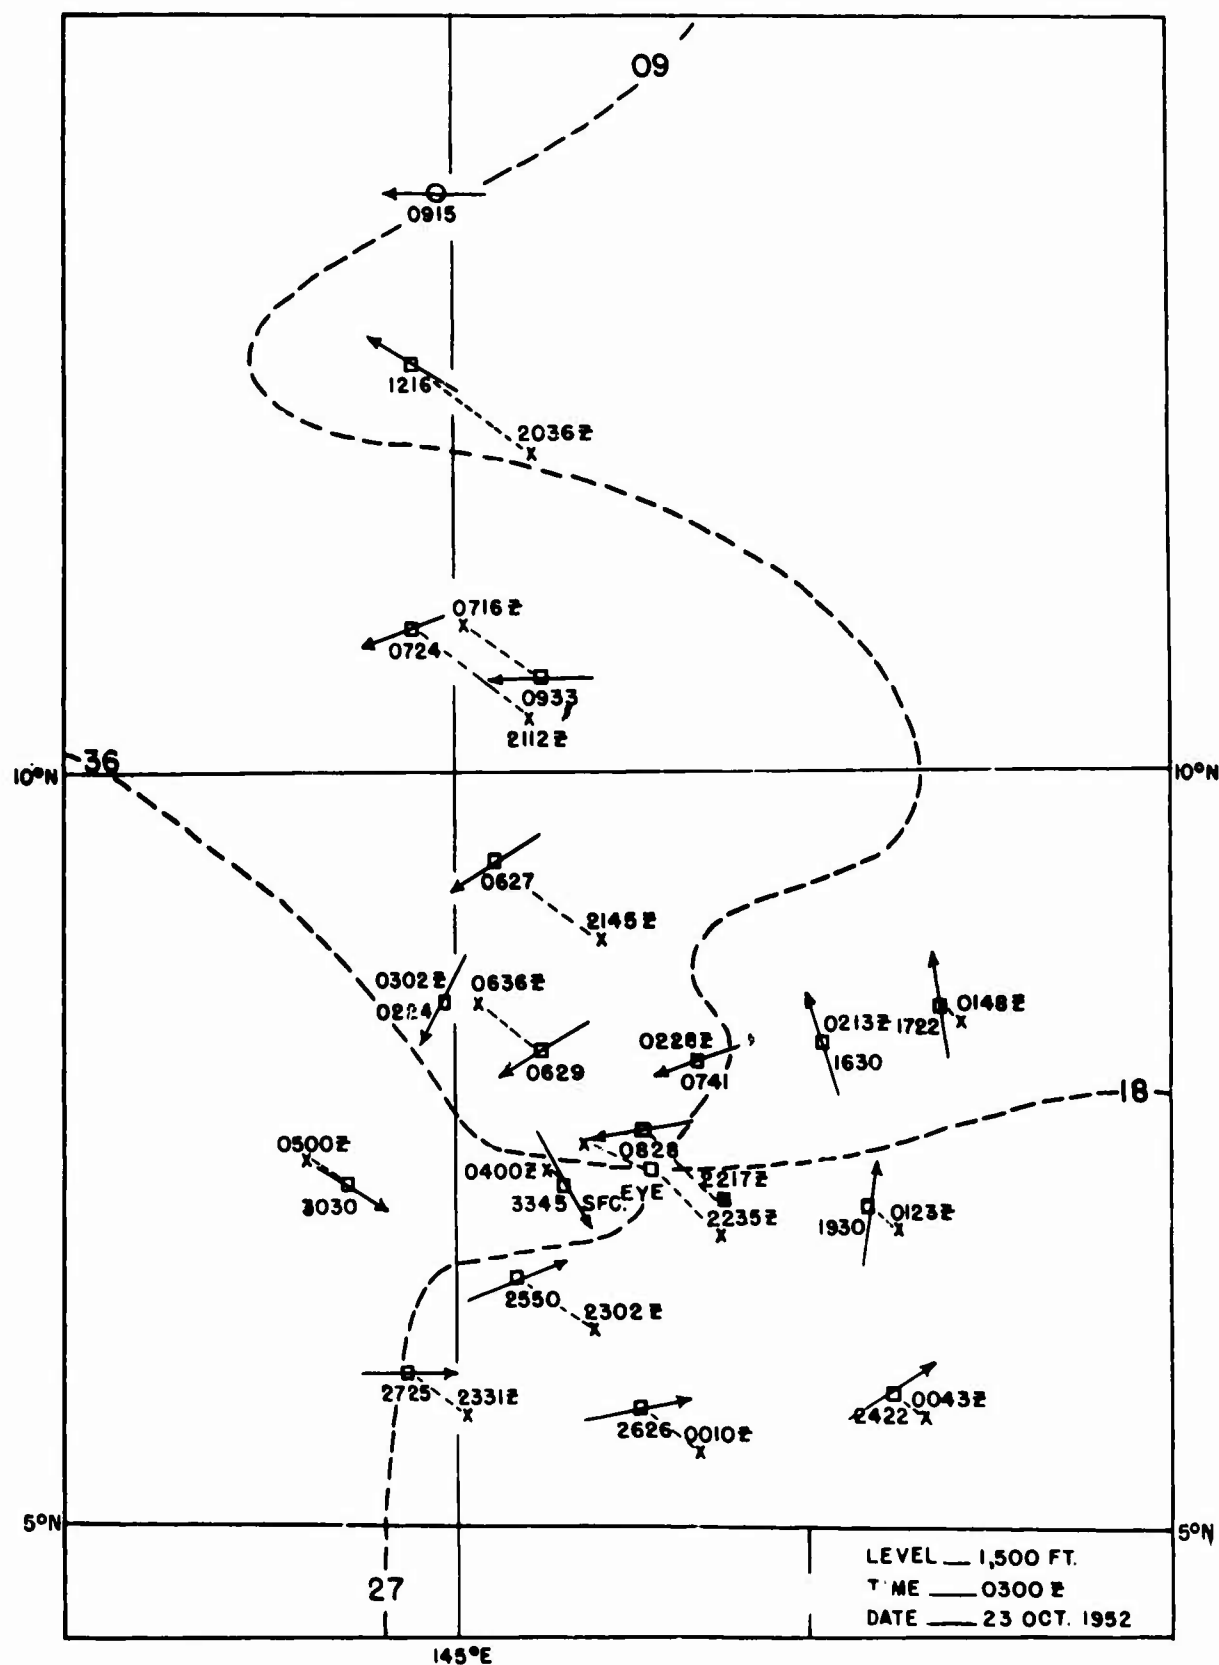 09
0915
1216
2036Z
0716Z
0724
0933
2112Z
36
10°N
10°N
0627
2145Z
0302Z
0636Z
0224
0148Z
0213Z
1722
0228Z
1630
0629
0741
18
0500Z
0828
0400Z
2217Z
3030
3345
SFC. EYE
2235Z
1930
0123Z
2550
2302Z
2725
2331Z
2626
0010Z
2422
0043Z
5°N
5°N
LEVEL — 1,500 FT.
TIME — 0300Z
DATE — 23 OCT. 1952
27
145°E